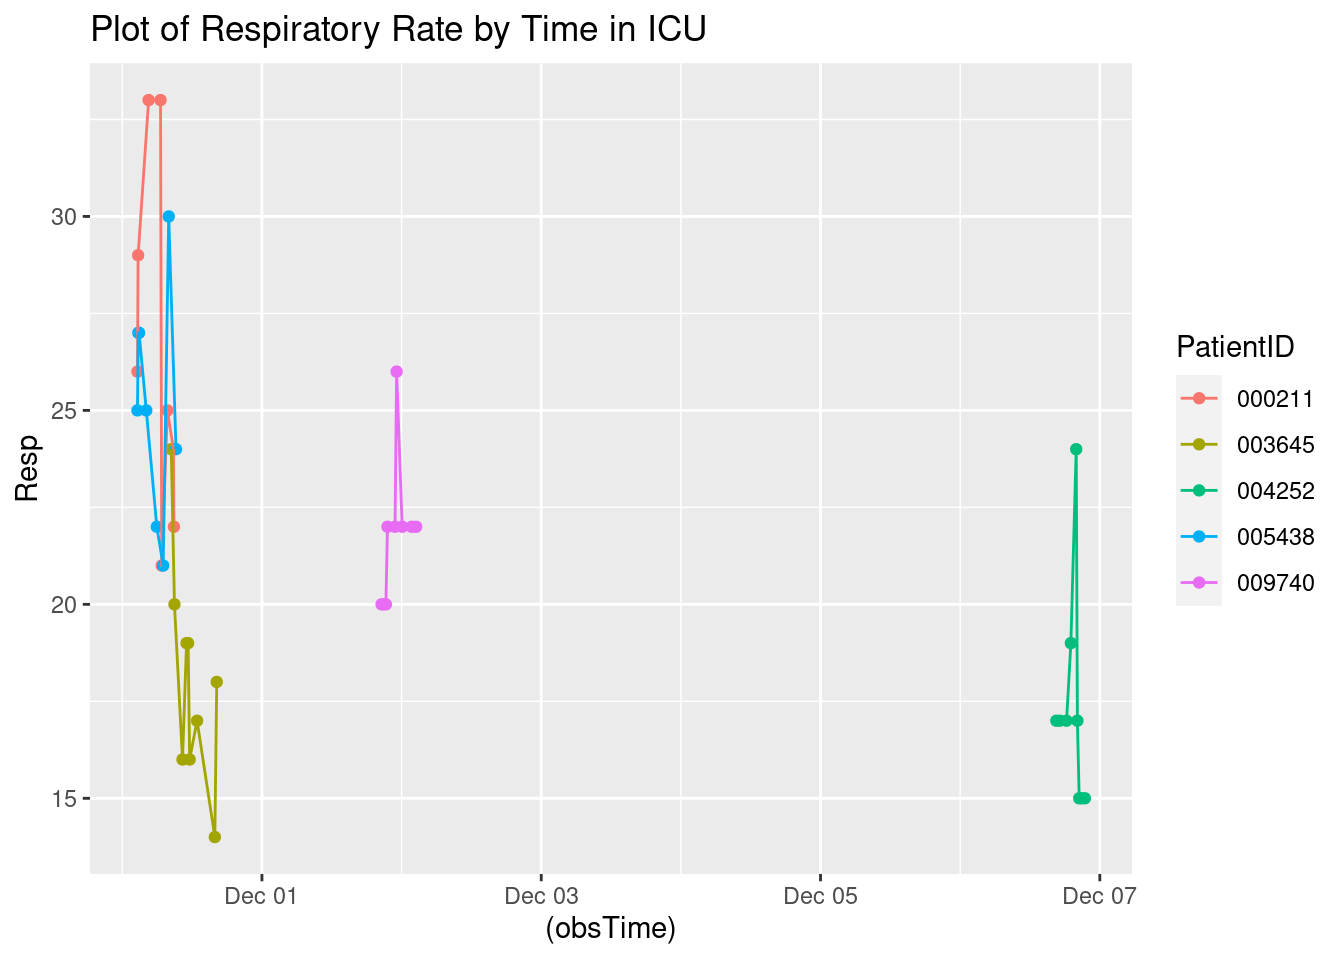 Plot of Respiratory Rate by Time in ICU
Resp
30
25
20
15
Dec 01
Dec 03
Dec 05
Dec 07
(obsTime)
PatientID
000211
003645
004252
005438
009740